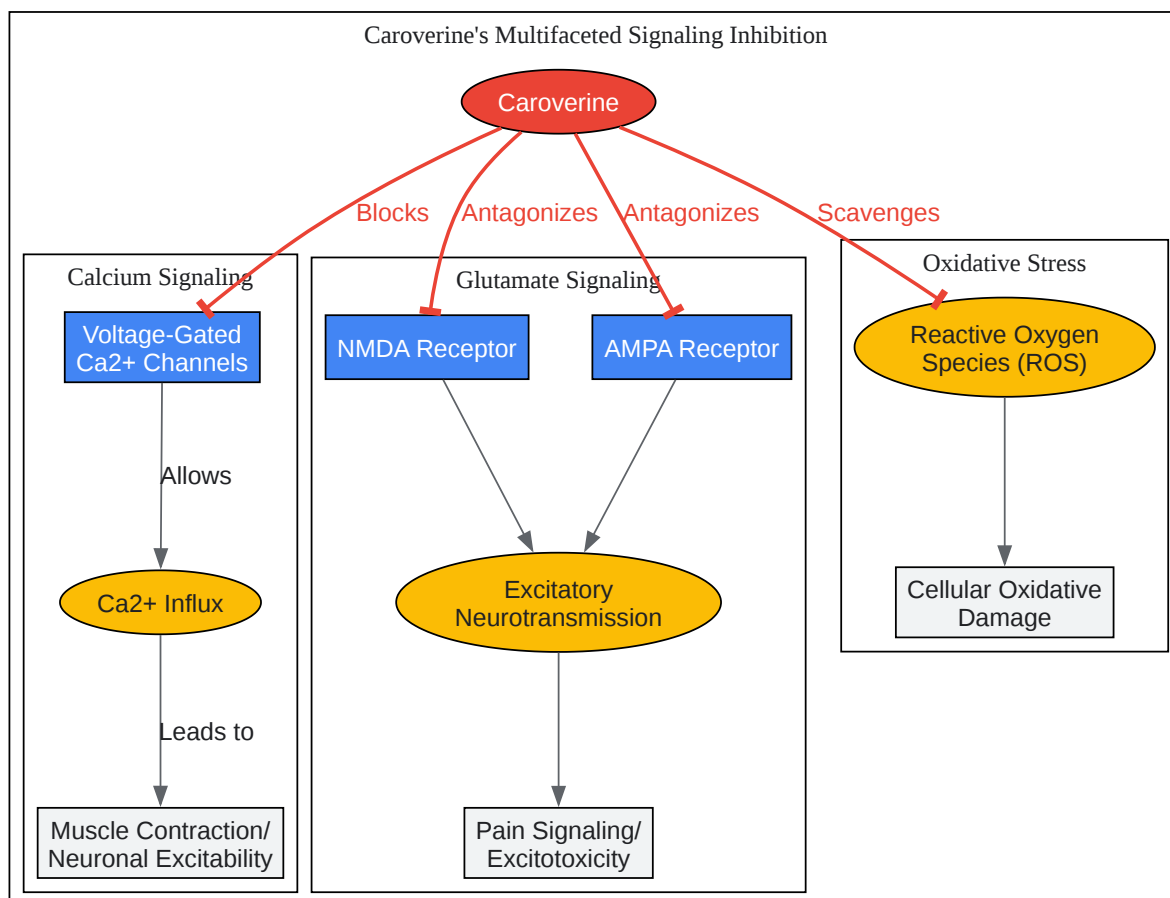 Caroverine's Multifaceted Signaling Inhibition
Caroverine
Blocks
Antagonizes
Antagonizes
Scavenges
Calcium Signaling
Voltage-Gated
Ca2+ Channels
Allows
Ca2+ Influx
Leads to
Muscle Contraction/
Neuronal Excitability
Glutamate Signaling
NMDA Receptor
AMPA Receptor
Excitatory
Neurotransmission
Pain Signaling/
Excitotoxicity
Oxidative Stress
Reactive Oxygen
Species (ROS)
Cellular Oxidative
Damage